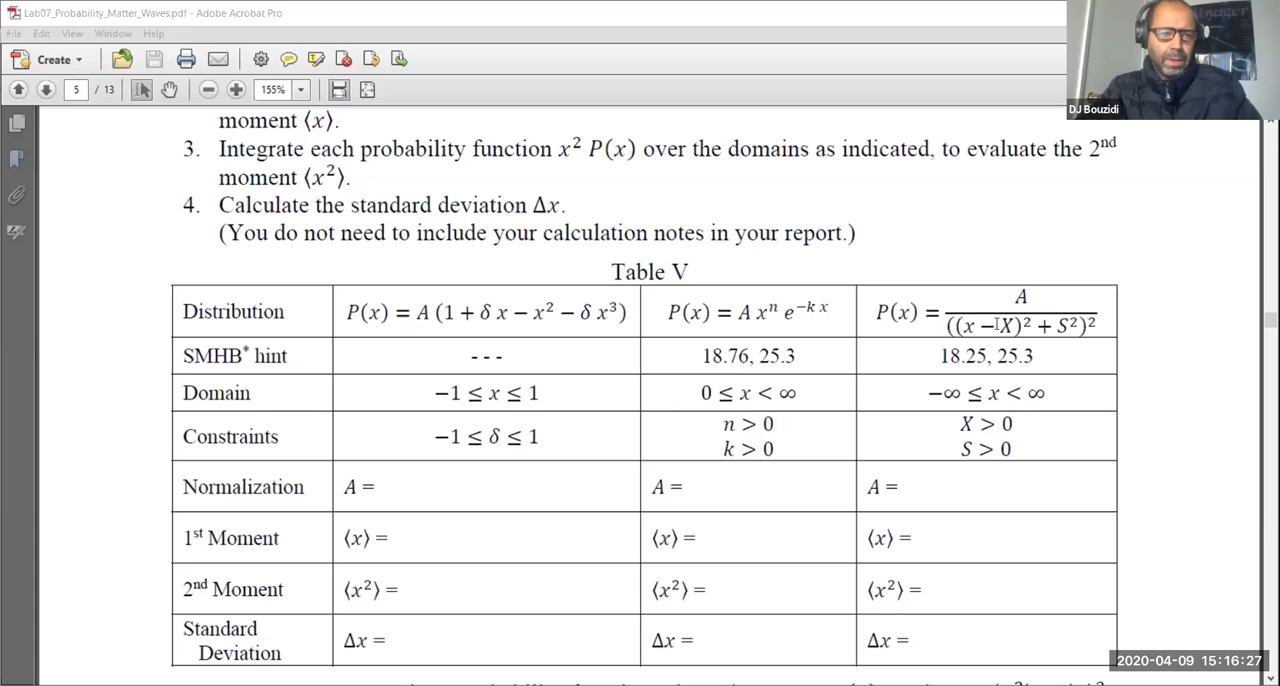 Lab07_Probability_Matter_Waves.pdf - Adobe Acrobat Pro
File Edit View Window Help
Create
5 / 13 155%
DJ Bouzidi
moment ⟨x⟩.
3. Integrate each probability function x² P(x) over the domains as indicated, to evaluate the 2nd
moment ⟨x²⟩.
4. Calculate the standard deviation Δx.
(You do not need to include your calculation notes in your report.)
Table V
Distribution P(x) = A (1 + δ x − x² − δ x³) P(x) = A xⁿ e^(−k x) P(x) = A / ((x − X)² + S²)²
SMHB* hint - - - 18.76, 25.3 18.25, 25.3
Domain −1 ≤ x ≤ 1 0 ≤ x < ∞ −∞ ≤ x < ∞
Constraints −1 ≤ δ ≤ 1 n > 0 k > 0 X > 0 S > 0
Normalization A = A = A =
1st Moment ⟨x⟩ = ⟨x⟩ = ⟨x⟩ =
2nd Moment ⟨x²⟩ = ⟨x²⟩ = ⟨x²⟩ =
Standard Deviation Δx = Δx = Δx =
2020-04-09 15:16:27